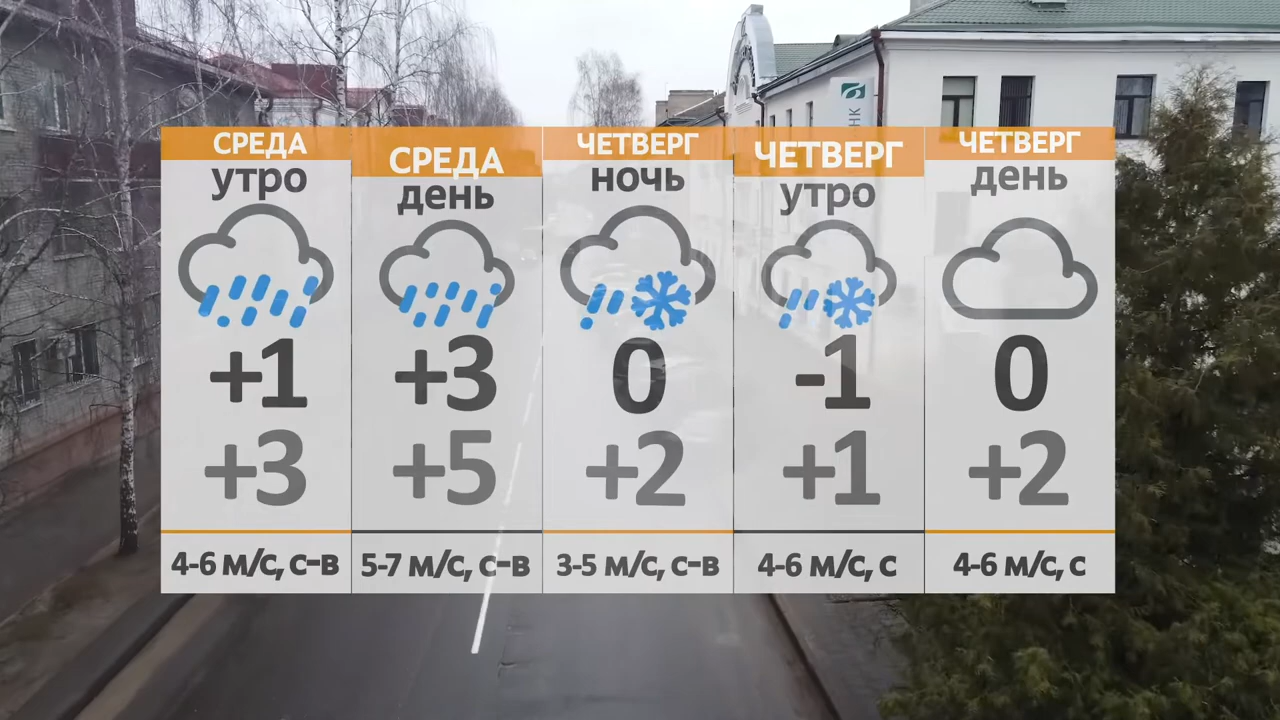 СРЕДА
утро
+1
+3
4-6 м/с, с-в
СРЕДА
день
+3
+5
5-7 м/с, с-в
ЧЕТВЕРГ
ночь
0
+2
3-5 м/с, с-в
ЧЕТВЕРГ
утро
-1
+1
4-6 м/с, с
ЧЕТВЕРГ
день
0
+2
4-6 м/с, с